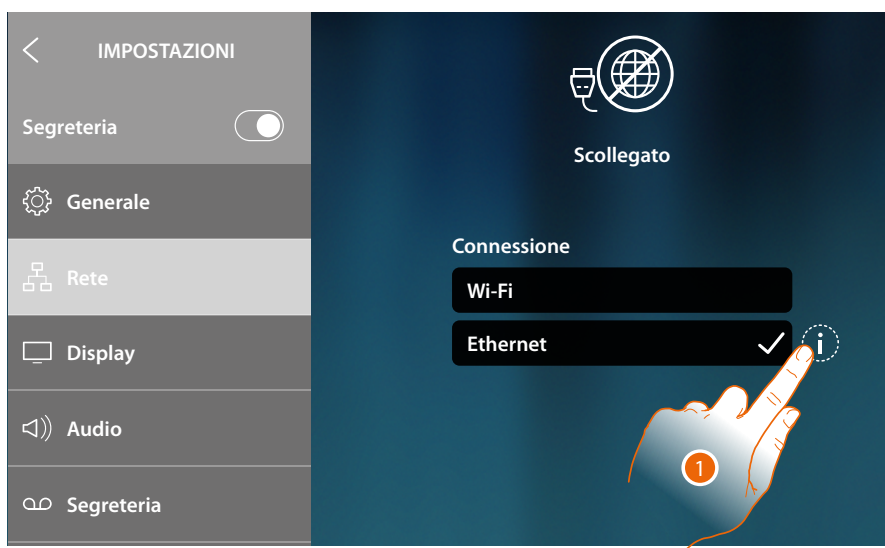 IMPOSTAZIONI
Segreteria
Generale
Rete
Display
Audio
Segreteria
Scollegato
Connessione
Wi-Fi
Ethernet
i
1